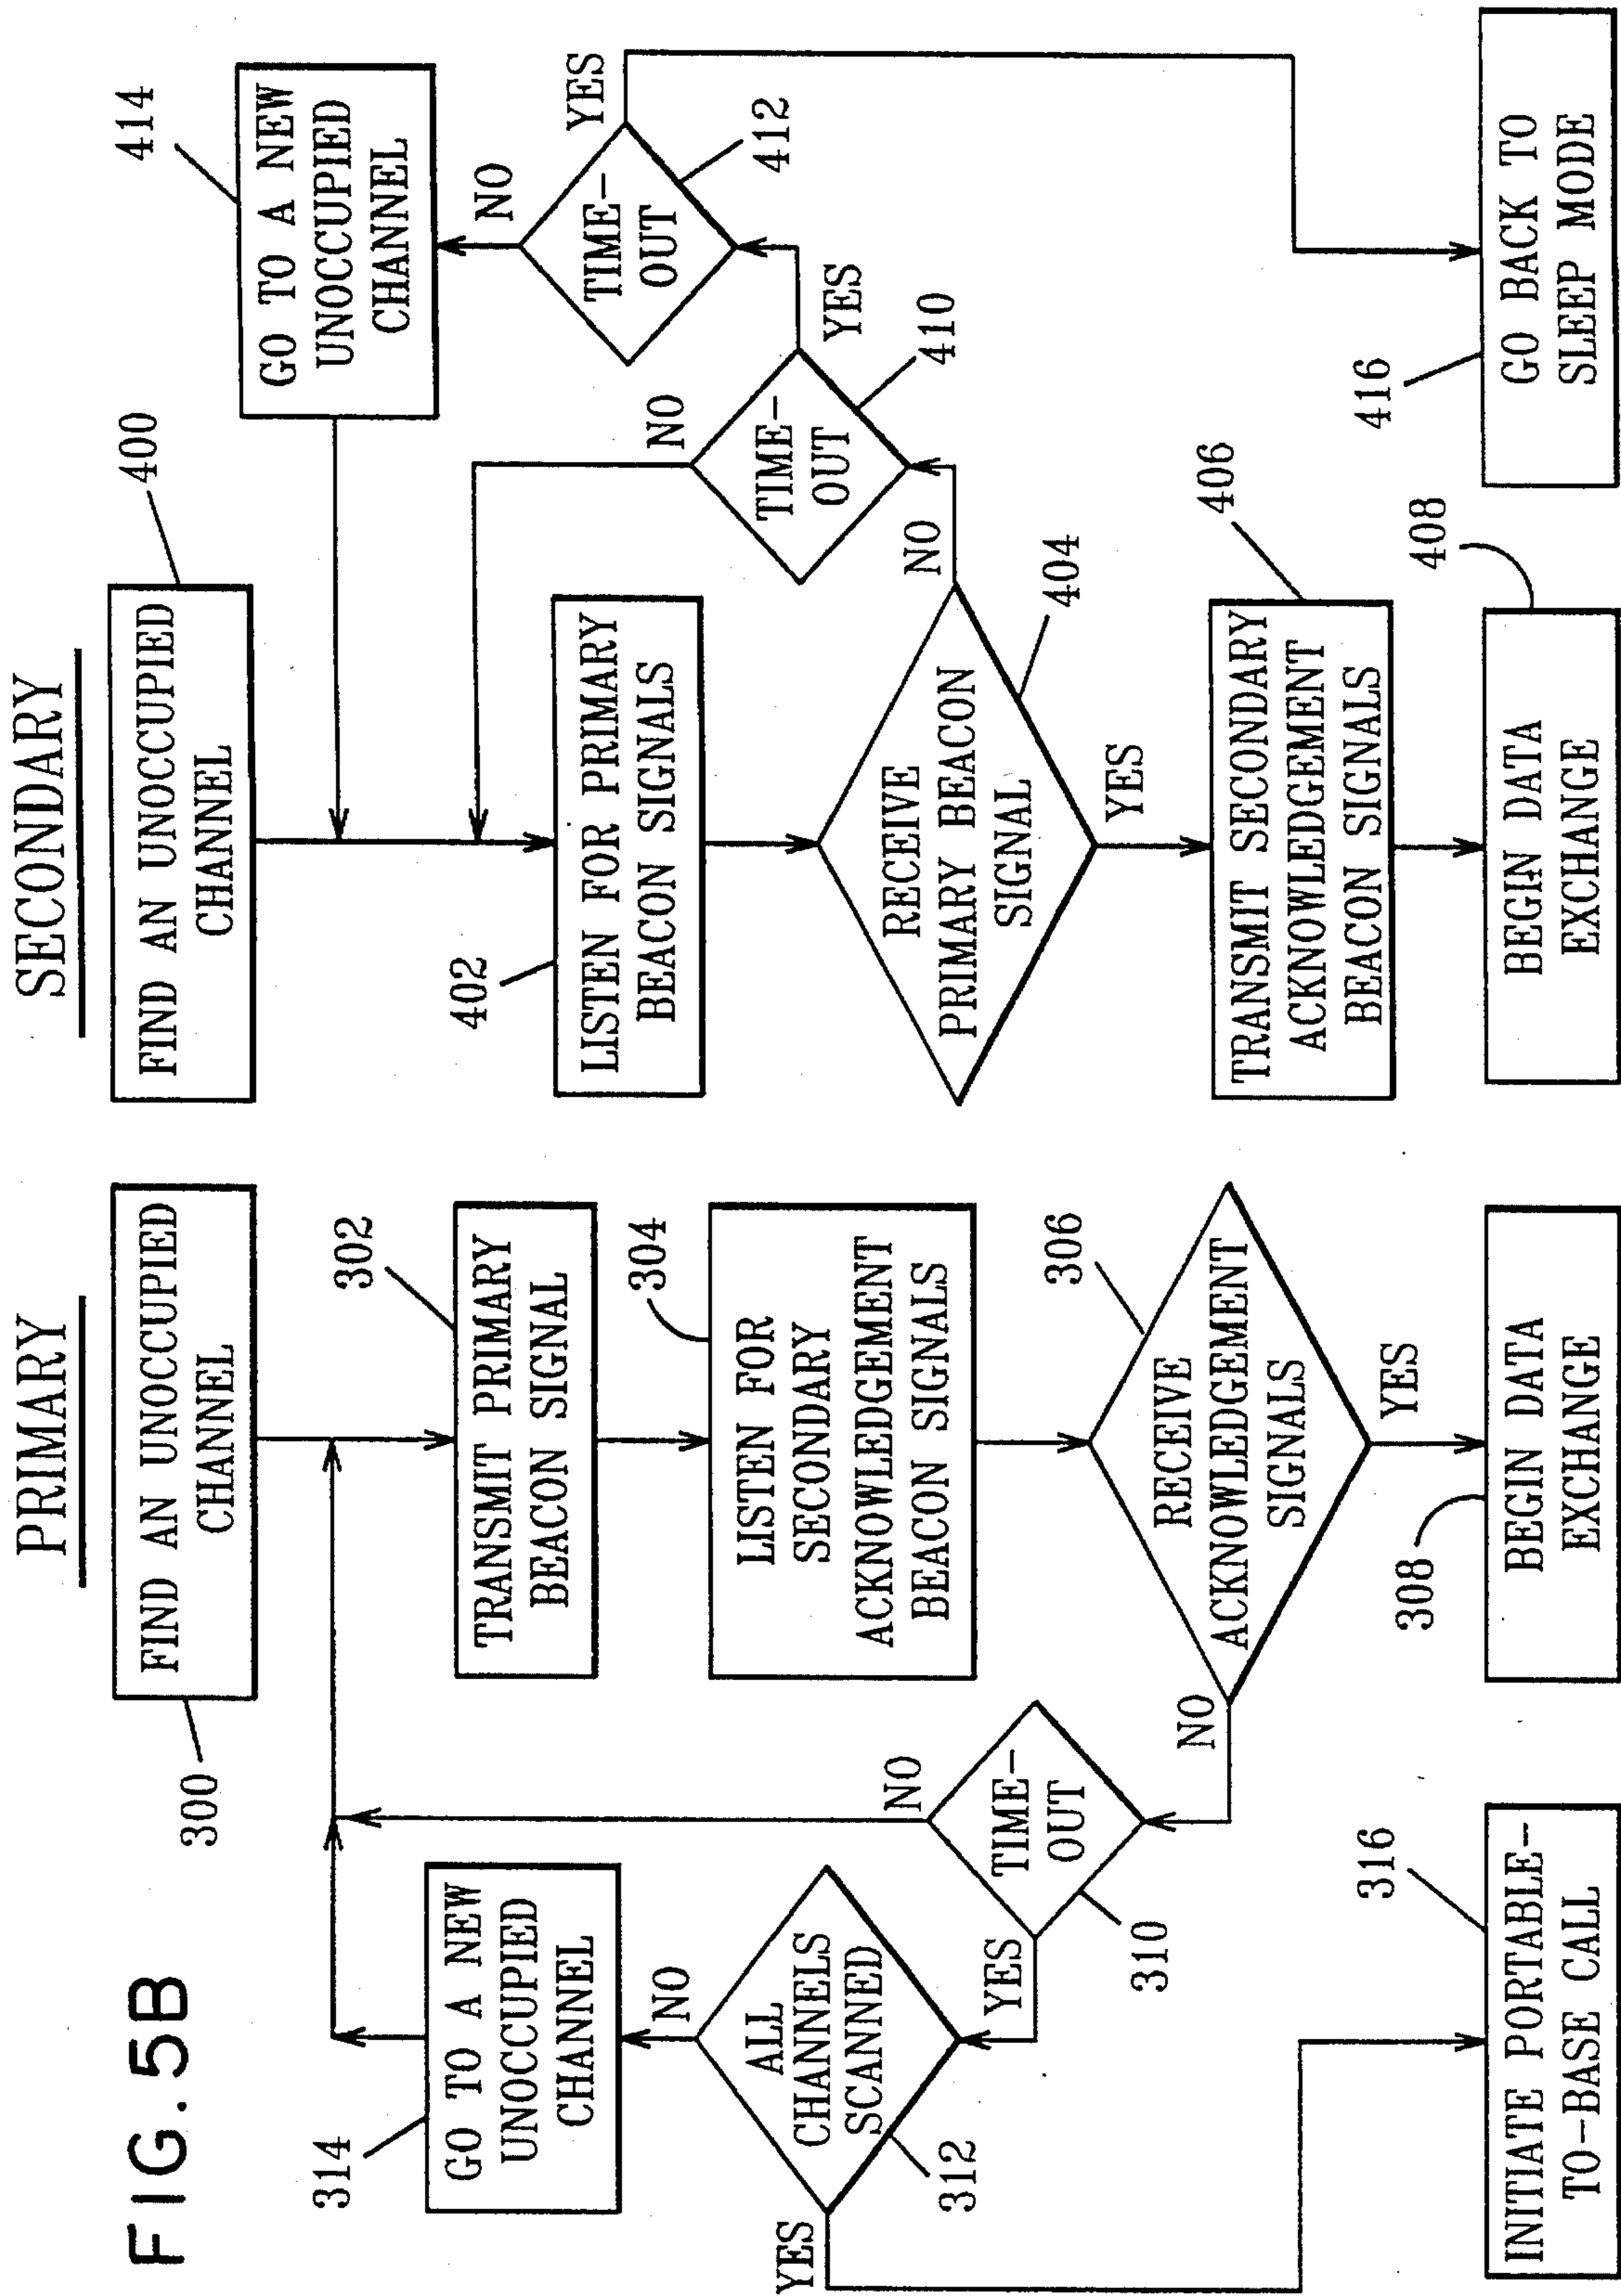 FIG.5B
PRIMARY
300
FIND AN UNOCCUPIED
CHANNEL
302
TRANSMIT PRIMARY
BEACON SIGNAL
304
LISTEN FOR
SECONDARY
ACKNOWLEDGEMENT
BEACON SIGNALS
306
RECEIVE
ACKNOWLEDGEMENT
SIGNALS
YES
NO
308
BEGIN DATA
EXCHANGE
TIME-
OUT
310
NO
YES
ALL
CHANNELS
SCANNED
312
NO
YES
314
GO TO A NEW
UNOCCUPIED
CHANNEL
316
INITIATE PORTABLE-
TO-BASE CALL
SECONDARY
400
FIND AN UNOCCUPIED
CHANNEL
402
LISTEN FOR PRIMARY
BEACON SIGNALS
404
RECEIVE
PRIMARY BEACON
SIGNAL
NO
YES
406
TRANSMIT SECONDARY
ACKNOWLEDGEMENT
BEACON SIGNALS
408
BEGIN DATA
EXCHANGE
TIME-
OUT
410
NO
YES
TIME-
OUT
412
NO
YES
414
GO TO A NEW
UNOCCUPIED
CHANNEL
416
GO BACK TO
SLEEP MODE